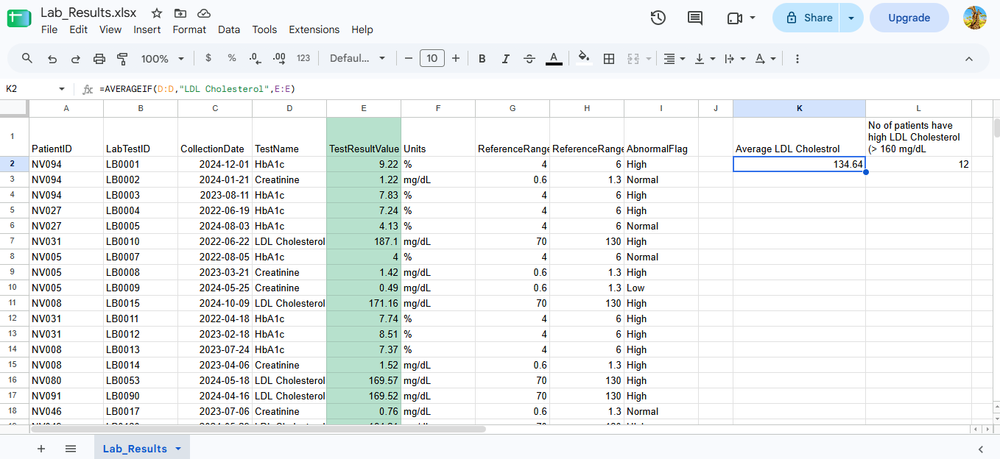 Lab_Results.xlsx
File Edit View Insert Format Data Tools Extensions Help
Share
Upgrade
100% $ % .0 .00 123 Defaul... 10 B I A
K2 fx =AVERAGEIF(D:D,"LDL Cholesterol",E:E)
A B C D E F G H I J K L
1 PatientID LabTestID CollectionDate TestName TestResultValue Units ReferenceRange ReferenceRange AbnormalFlag Average LDL Cholestrol No of patients have
high LDL Cholesterol
(> 160 mg/dL
2 NV094 LB0001 2024-12-01 HbA1c 9.22 % 4 6 High 134.64 12
3 NV094 LB0002 2024-01-21 Creatinine 1.22 mg/dL 0.6 1.3 Normal
4 NV094 LB0003 2023-08-11 HbA1c 7.83 % 4 6 High
5 NV027 LB0004 2022-06-19 HbA1c 7.24 % 4 6 High
6 NV027 LB0005 2024-08-03 HbA1c 4.13 % 4 6 Normal
7 NV031 LB0010 2022-06-22 LDL Cholesterol 187.1 mg/dL 70 130 High
8 NV005 LB0007 2022-08-05 HbA1c 4 % 4 6 Normal
9 NV005 LB0008 2023-03-21 Creatinine 1.42 mg/dL 0.6 1.3 High
10 NV005 LB0009 2024-05-25 Creatinine 0.49 mg/dL 0.6 1.3 Low
11 NV008 LB0015 2024-10-09 LDL Cholesterol 171.16 mg/dL 70 130 High
12 NV031 LB0011 2022-04-18 HbA1c 7.74 % 4 6 High
13 NV031 LB0012 2023-02-18 HbA1c 8.51 % 4 6 High
14 NV008 LB0013 2023-07-24 HbA1c 7.37 % 4 6 High
15 NV008 LB0014 2023-04-06 Creatinine 1.52 mg/dL 0.6 1.3 High
16 NV080 LB0053 2024-05-18 LDL Cholesterol 169.57 mg/dL 70 130 High
17 NV091 LB0090 2024-04-16 LDL Cholesterol 169.52 mg/dL 70 130 High
18 NV046 LB0017 2023-07-06 Creatinine 0.76 mg/dL 0.6 1.3 Normal
Lab_Results